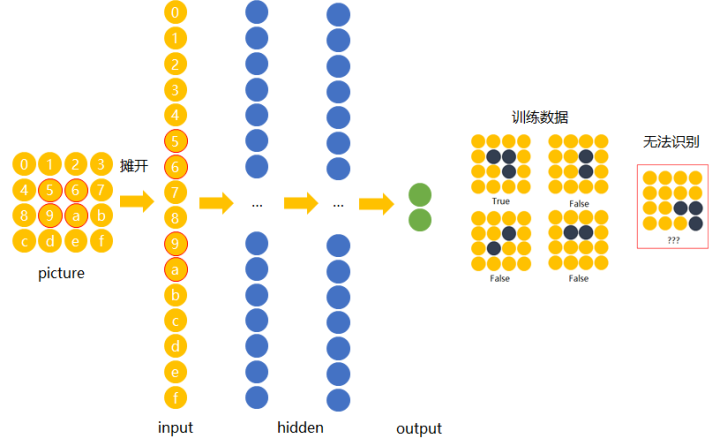 0 1 2 3
4 5 6 7
8 9 a b
c d e f
picture
摊开
0
1
2
3
4
5
6
7
8
9
a
b
c
d
e
f
input
...
...
hidden
output
训练数据
True
False
False
False
无法识别
???